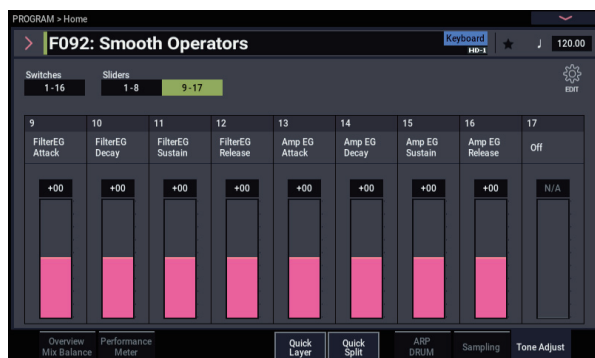 PROGRAM > Home
F092: Smooth Operators
Keyboard
HD-1
♩ 120.00
Switches
1-16
Sliders
1-8 9-17
EDIT
9 10 11 12 13 14 15 16 17
FilterEG Attack
FilterEG Decay
FilterEG Sustain
FilterEG Release
Amp EG Attack
Amp EG Decay
Amp EG Sustain
Amp EG Release
Off
+00 +00 +00 +00 +00 +00 +00 +00 N/A
Overview Mix Balance
Performance Meter
Quick Layer
Quick Split
ARP DRUM
Sampling
Tone Adjust